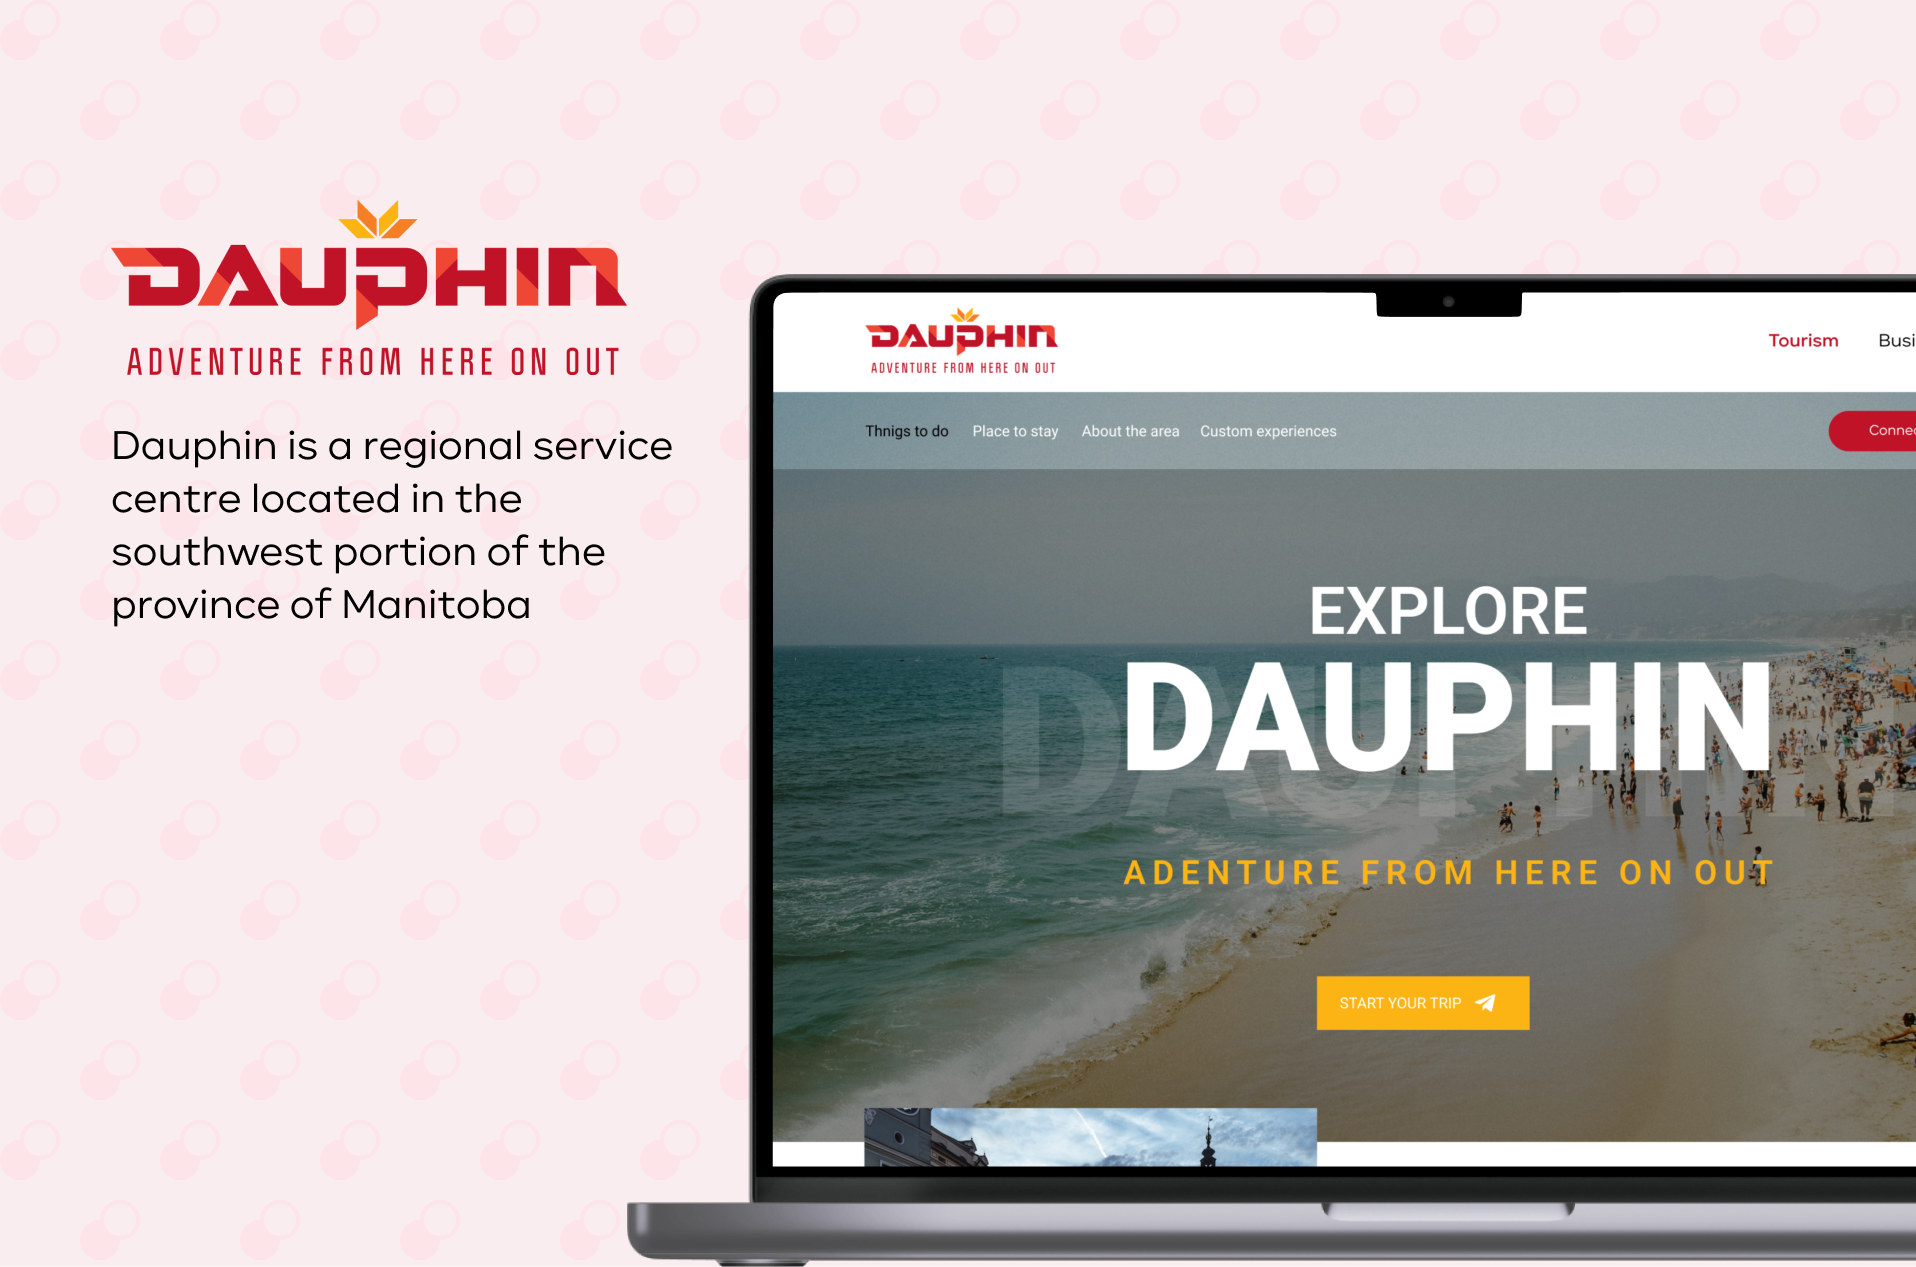 DAUPHIN
ADVENTURE FROM HERE ON OUT
Dauphin is a regional service
centre located in the
southwest portion of the
province of Manitoba
DAUPHIN
ADVENTURE FROM HERE ON OUT
Tourism
Busi
Thnigs to do
Place to stay
About the area
Custom experiences
Connec
EXPLORE
DAUPHIN
DAUPHIN
ADENTURE FROM HERE ON OUT
START YOUR TRIP